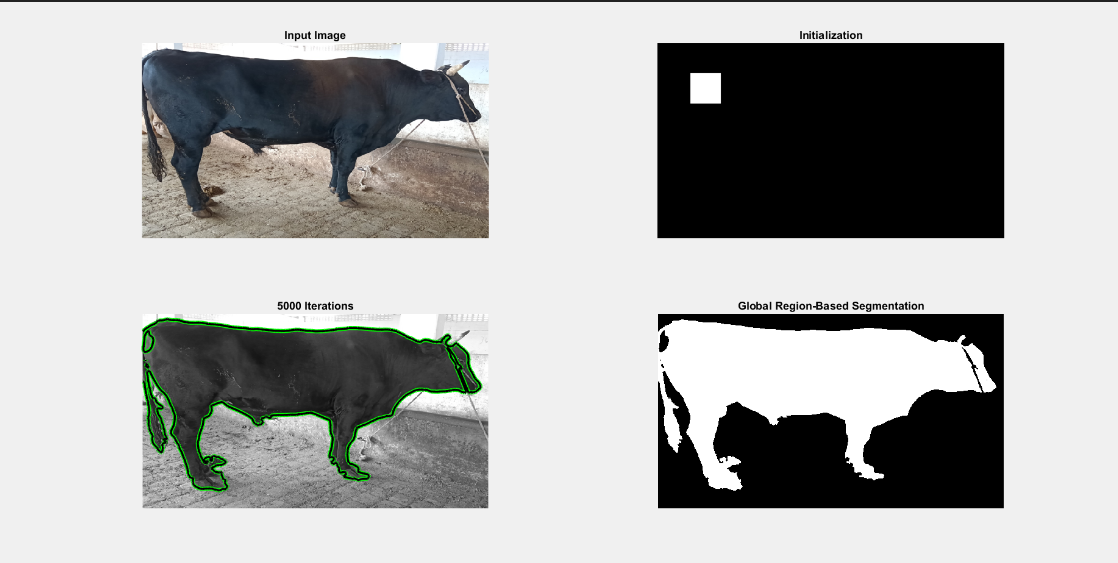 Input Image
Initialization
5000 Iterations
Global Region-Based Segmentation